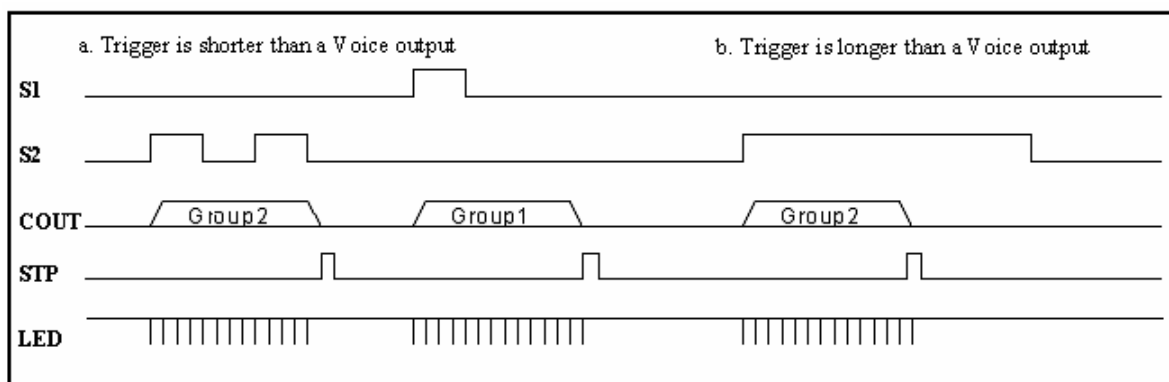 a. Trigger is shorter than a Voice output
b. Trigger is longer than a Voice output
S1
S2
COUT
Group2
Group1
Group2
STP
LED